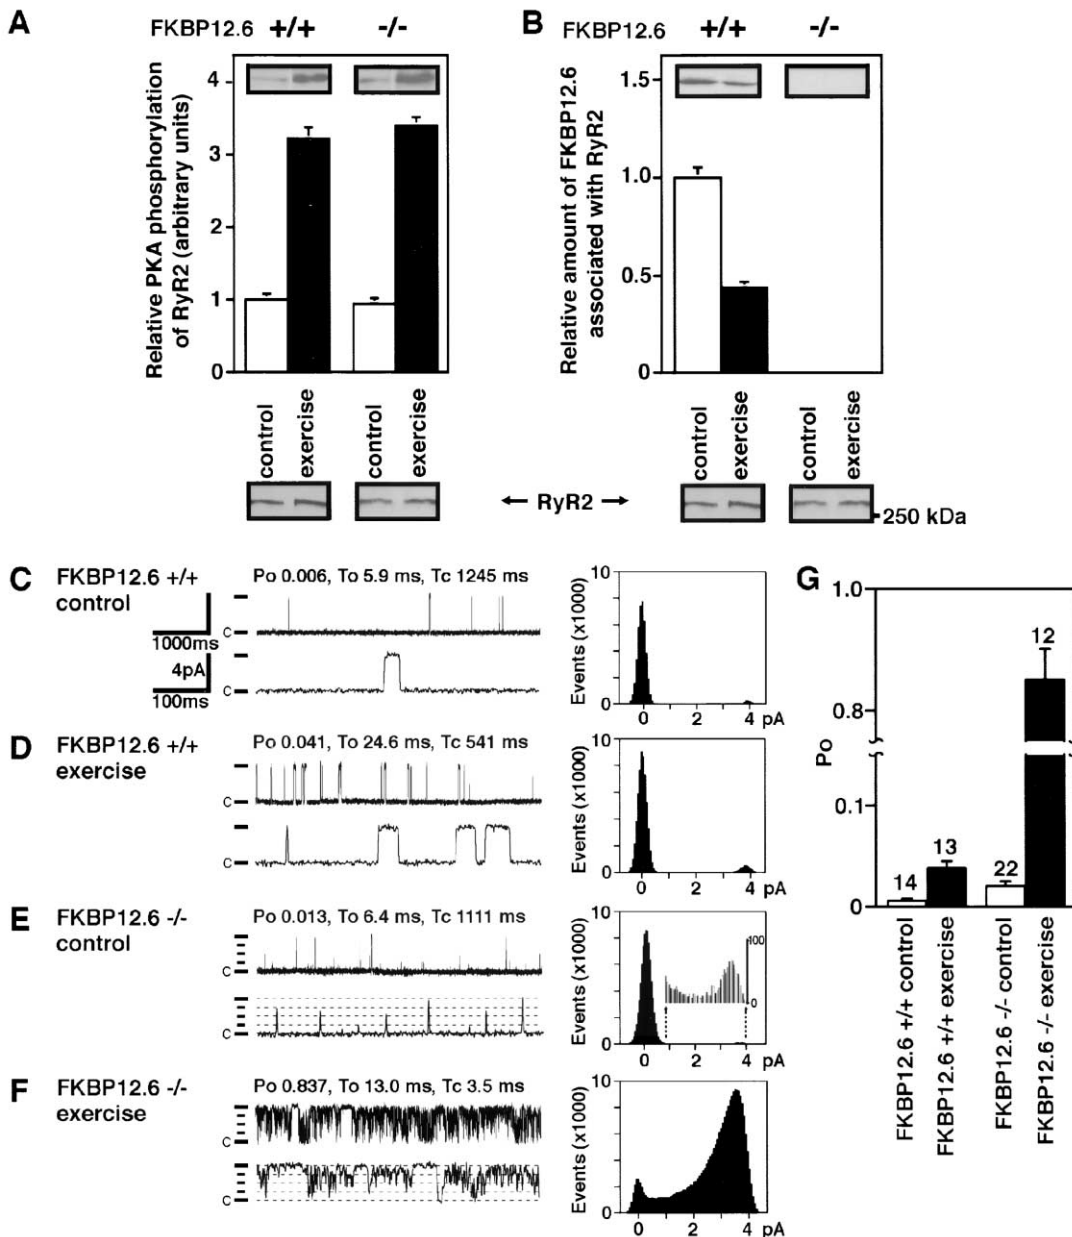 A
FKBP12.6 +/+ -/-
Relative PKA phosphorylation
of RyR2 (arbitrary units)
4
3
2
1
0
control
exercise
control
exercise
B
FKBP12.6 +/+ -/-
Relative amount of FKBP12.6
associated with RyR2
1.5
1.0
0.5
0
control
exercise
control
exercise
← RyR2 →
250 kDa
C
FKBP12.6 +/+
control
Po 0.006, To 5.9 ms, Tc 1245 ms
c
1000ms
4pA
100ms
c
Events (x1000)
10
0
0 2 4 pA
D
FKBP12.6 +/+
exercise
Po 0.041, To 24.6 ms, Tc 541 ms
c
c
Events (x1000)
10
0
0 2 4 pA
E
FKBP12.6 -/-
control
Po 0.013, To 6.4 ms, Tc 1111 ms
c
c
Events (x1000)
10
0
400
0
0 2 4 pA
F
FKBP12.6 -/-
exercise
Po 0.837, To 13.0 ms, Tc 3.5 ms
c
c
Events (x1000)
10
0
0 2 4 pA
G
Po
1.0
0.8
0.1
0
14
13
22
12
FKBP12.6 +/+ control
FKBP12.6 +/+ exercise
FKBP12.6 -/- control
FKBP12.6 -/- exercise